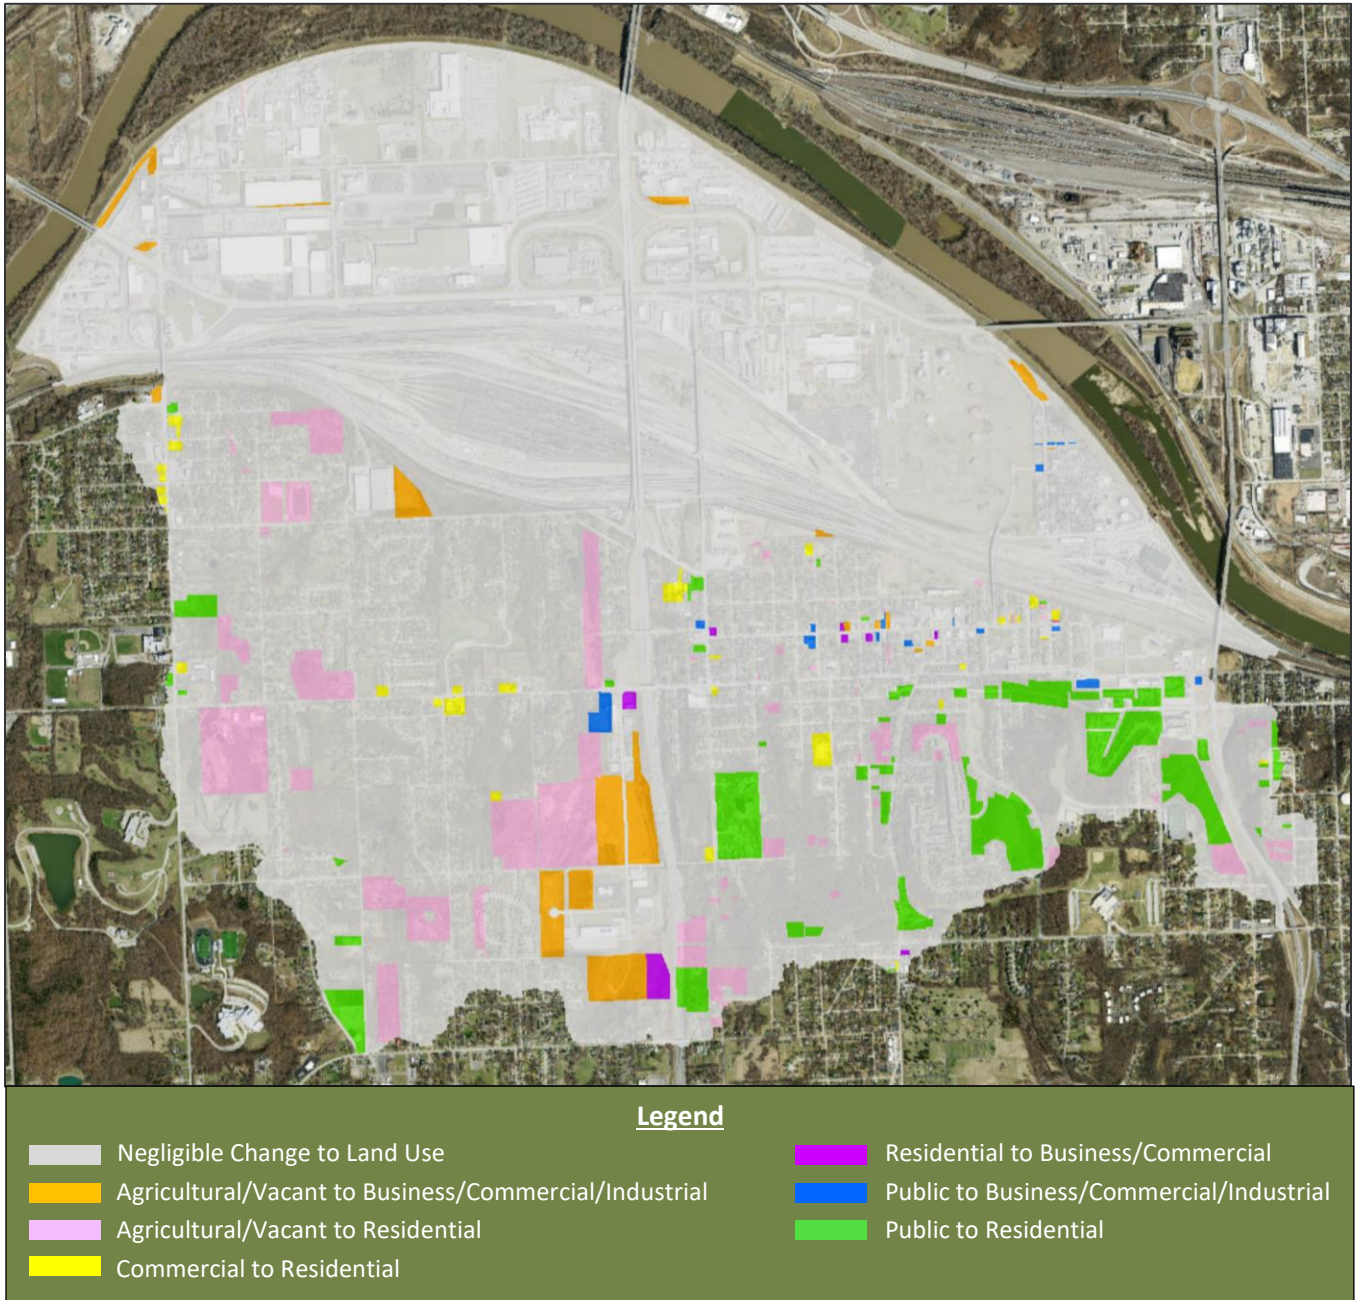 Legend
Negligible Change to Land Use
Agricultural/Vacant to Business/Commercial/Industrial
Agricultural/Vacant to Residential
Commercial to Residential
Residential to Business/Commercial
Public to Business/Commercial/Industrial
Public to Residential